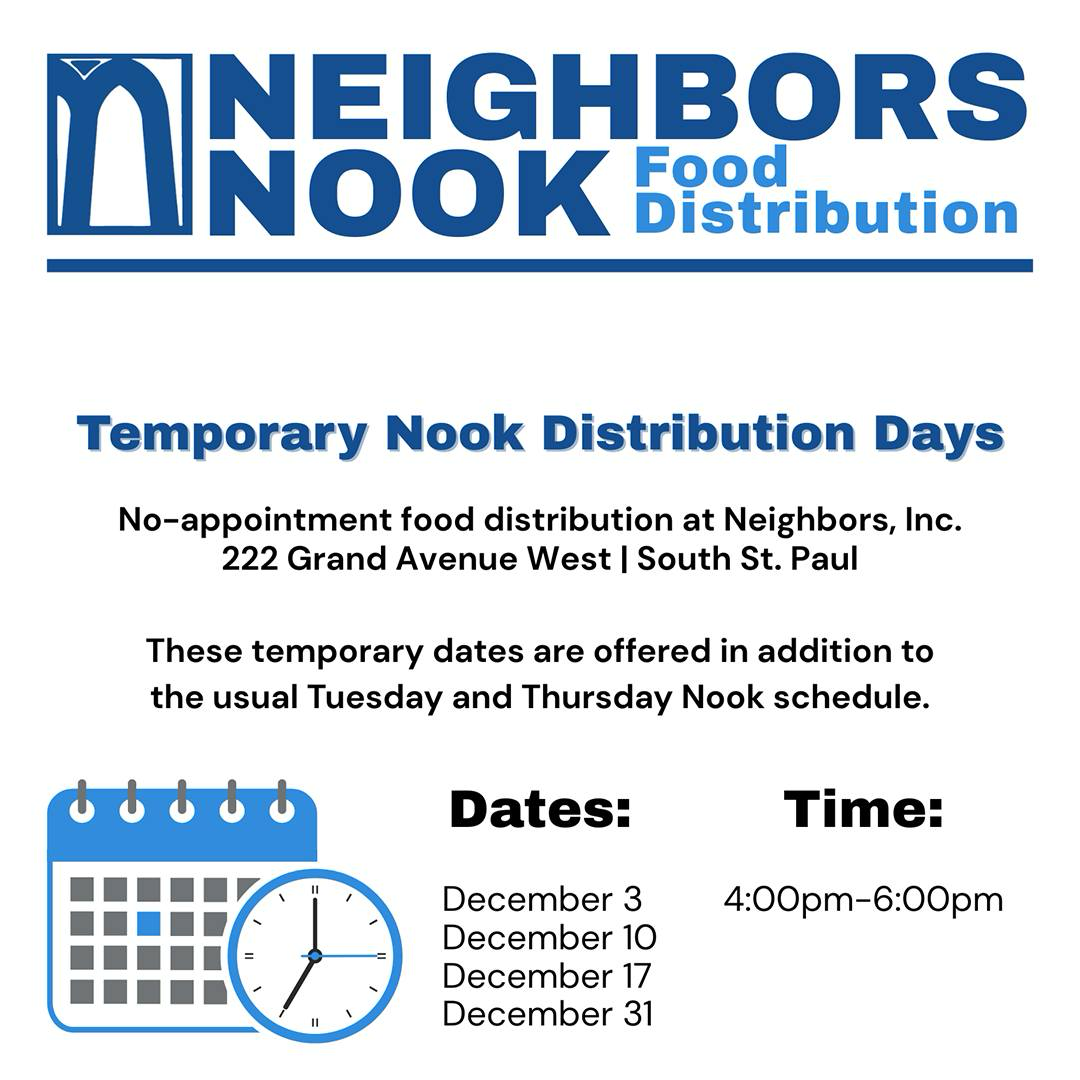 NEIGHBORS
NOOK Food
Distribution
Temporary Nook Distribution Days
No-appointment food distribution at Neighbors, Inc.
222 Grand Avenue West | South St. Paul
These temporary dates are offered in addition to
the usual Tuesday and Thursday Nook schedule.
Dates:
December 3
December 10
December 17
December 31
Time:
4:00pm-6:00pm